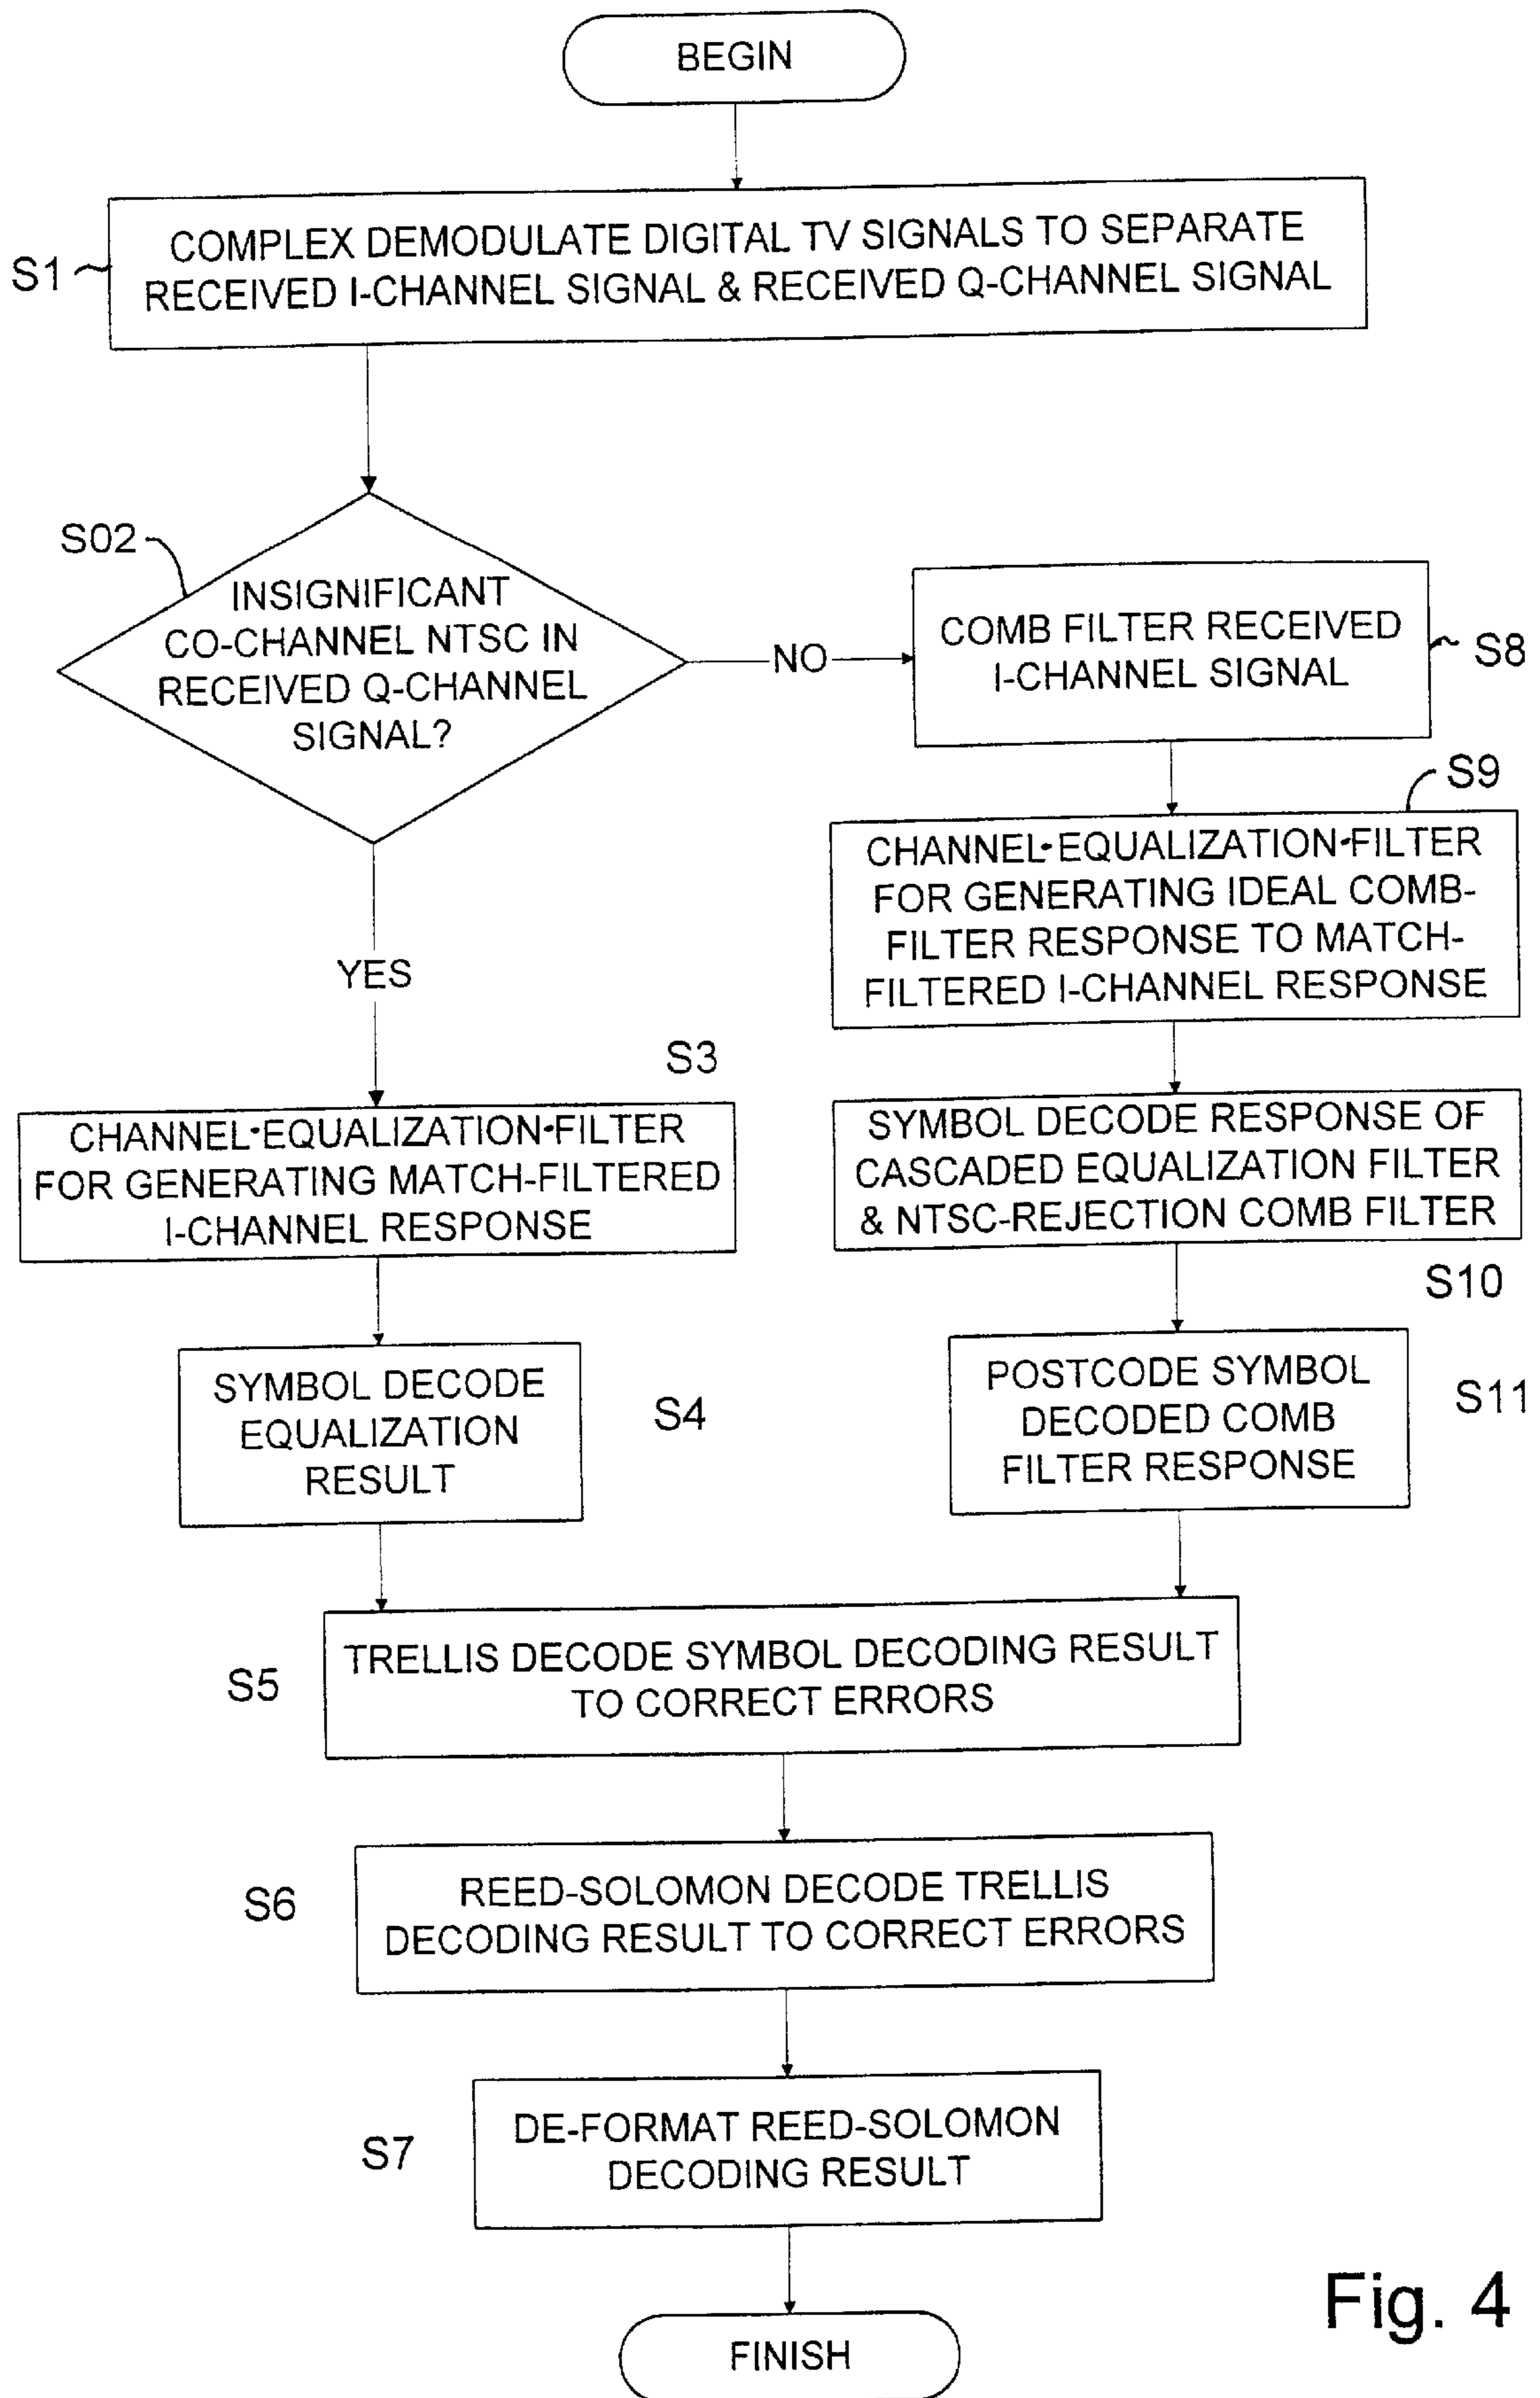 BEGIN
S1
COMPLEX DEMODULATE DIGITAL TV SIGNALS TO SEPARATE
RECEIVED I-CHANNEL SIGNAL & RECEIVED Q-CHANNEL SIGNAL
S02
INSIGNIFICANT
CO-CHANNEL NTSC IN
RECEIVED Q-CHANNEL
SIGNAL?
NO
COMB FILTER RECEIVED
I-CHANNEL SIGNAL
S8
S9
CHANNEL-EQUALIZATION-FILTER
FOR GENERATING IDEAL COMB-
FILTER RESPONSE TO MATCH-
FILTERED I-CHANNEL RESPONSE
YES
S3
CHANNEL-EQUALIZATION-FILTER
FOR GENERATING MATCH-FILTERED
I-CHANNEL RESPONSE
SYMBOL DECODE RESPONSE OF
CASCADED EQUALIZATION FILTER
& NTSC-REJECTION COMB FILTER
S10
SYMBOL DECODE
EQUALIZATION
RESULT
S4
POSTCODE SYMBOL
DECODED COMB
FILTER RESPONSE
S11
S5
TRELLIS DECODE SYMBOL DECODING RESULT
TO CORRECT ERRORS
S6
REED-SOLOMON DECODE TRELLIS
DECODING RESULT TO CORRECT ERRORS
S7
DE-FORMAT REED-SOLOMON
DECODING RESULT
FINISH
Fig. 4